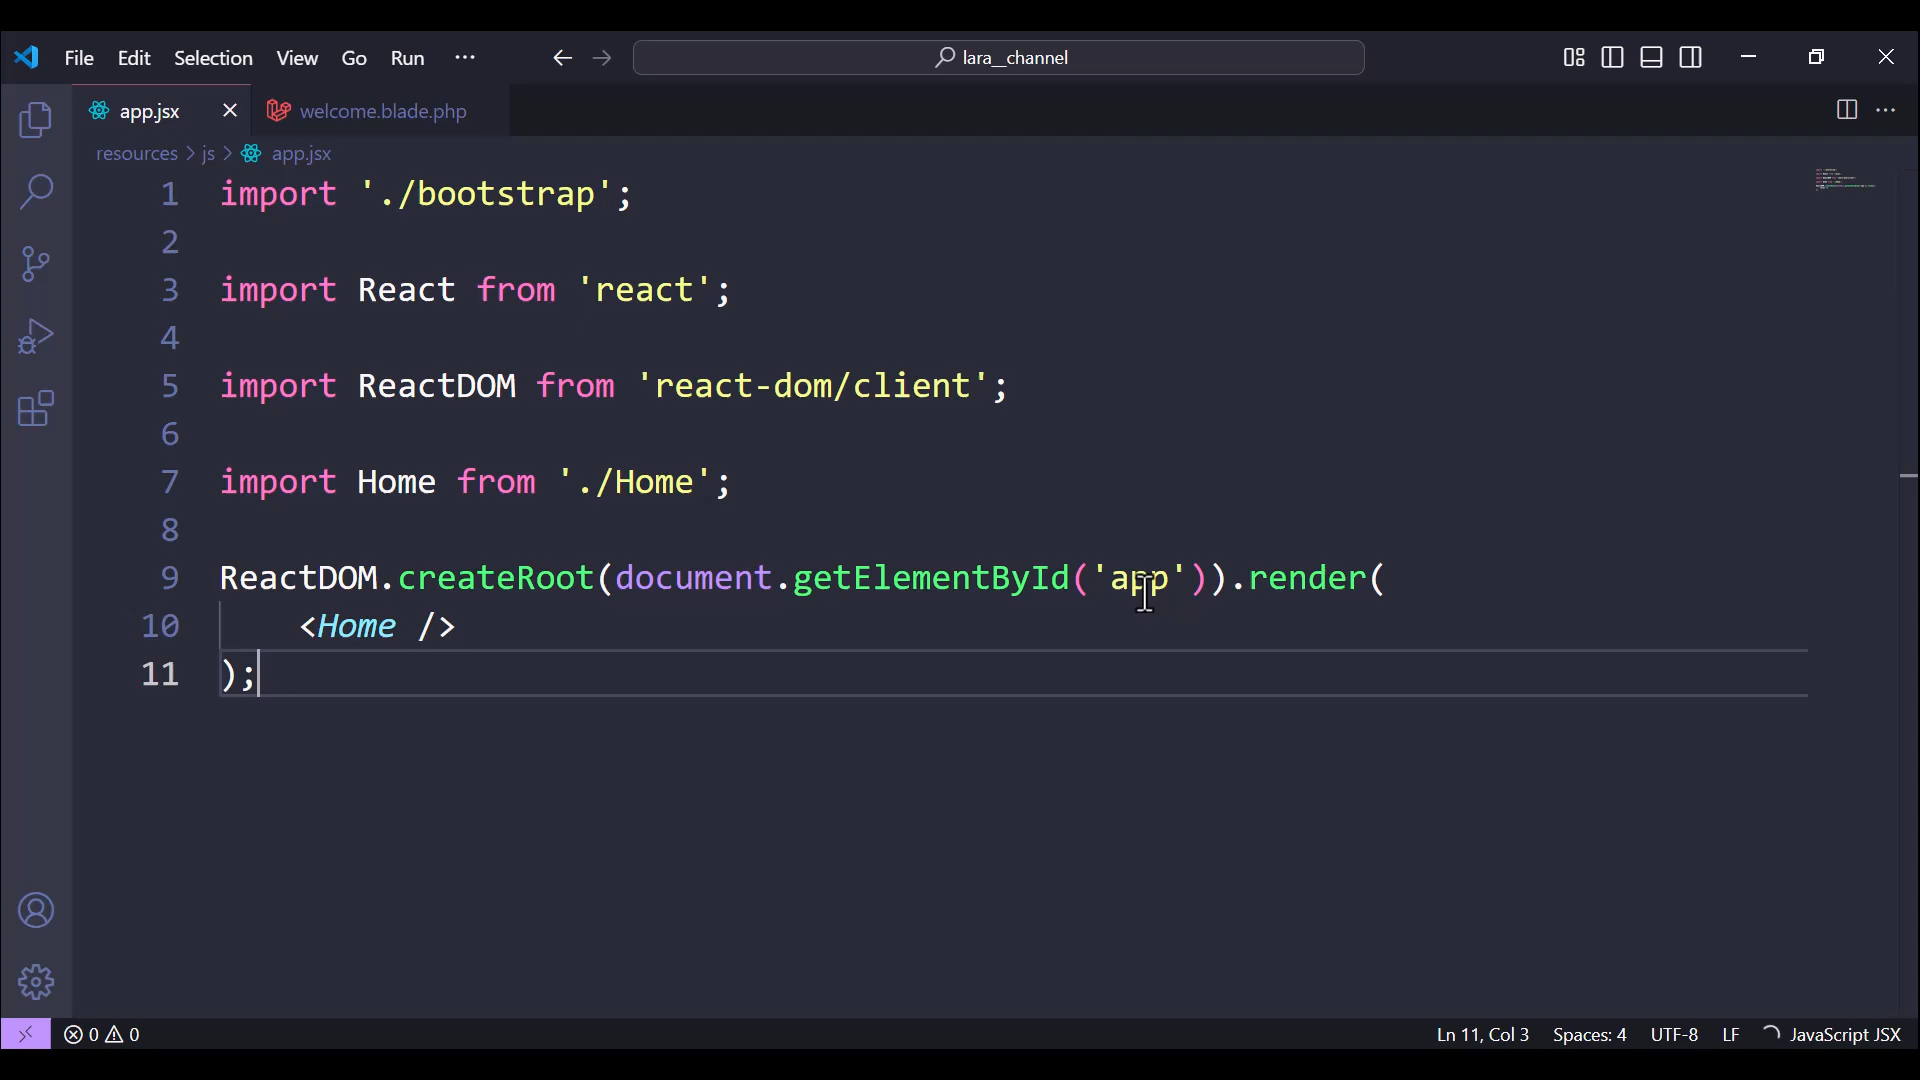 File Edit Selection View Go Run ··· lara__channel
app.jsx welcome.blade.php
resources > js > app.jsx
1 import './bootstrap';
2
3 import React from 'react';
4
5 import ReactDOM from 'react-dom/client';
6
7 import Home from './Home';
8
9 ReactDOM.createRoot(document.getElementById('app')).render(
10 <Home />
11 );
0 0 Ln 11, Col 3 Spaces: 4 UTF-8 LF JavaScript JSX